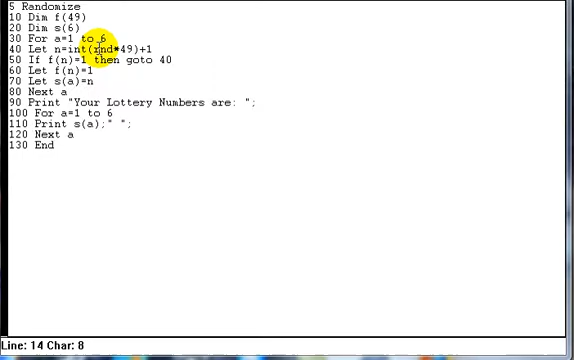 5 Randomize
10 Dim f(49)
20 Dim s(6)
30 For a=1 to 6
40 Let n=int(rnd*49)+1
50 If f(n)=1 then goto 40
60 Let f(n)=1
70 Let s(a)=n
80 Next a
90 Print "Your Lottery Numbers are: ";
100 For a=1 to 6
110 Print s(a);" ";
120 Next a
130 End
Line: 14 Char: 8